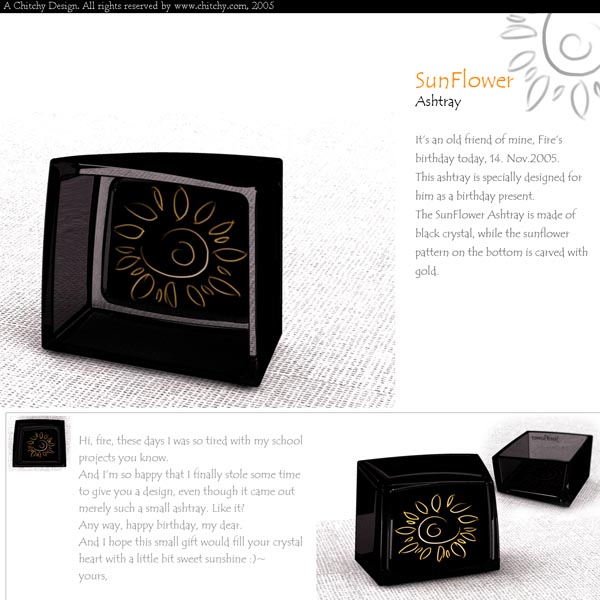 A Chitchy Design. All rights reserved by www.chitchy.com, 2005
SunFlower
Ashtray
It's an old friend of mine, Fire's
birthday today, 14. Nov.2005.
This ashtray is specially designed for
him as a birthday present.
The SunFlower Ashtray is made of
black crystal, while the sunflower
pattern on the bottom is carved with
gold.
Hi, fire, these days I was so tired with my school
projects you know.
And I'm so happy that I finally stole some time
to give you a design, even though it came out
merely such a small ashtray. Like it?
Any way, happy birthday, my dear.
And I hope this small gift would fill your crystal
heart with a little bit sweet sunshine :)~
yours,